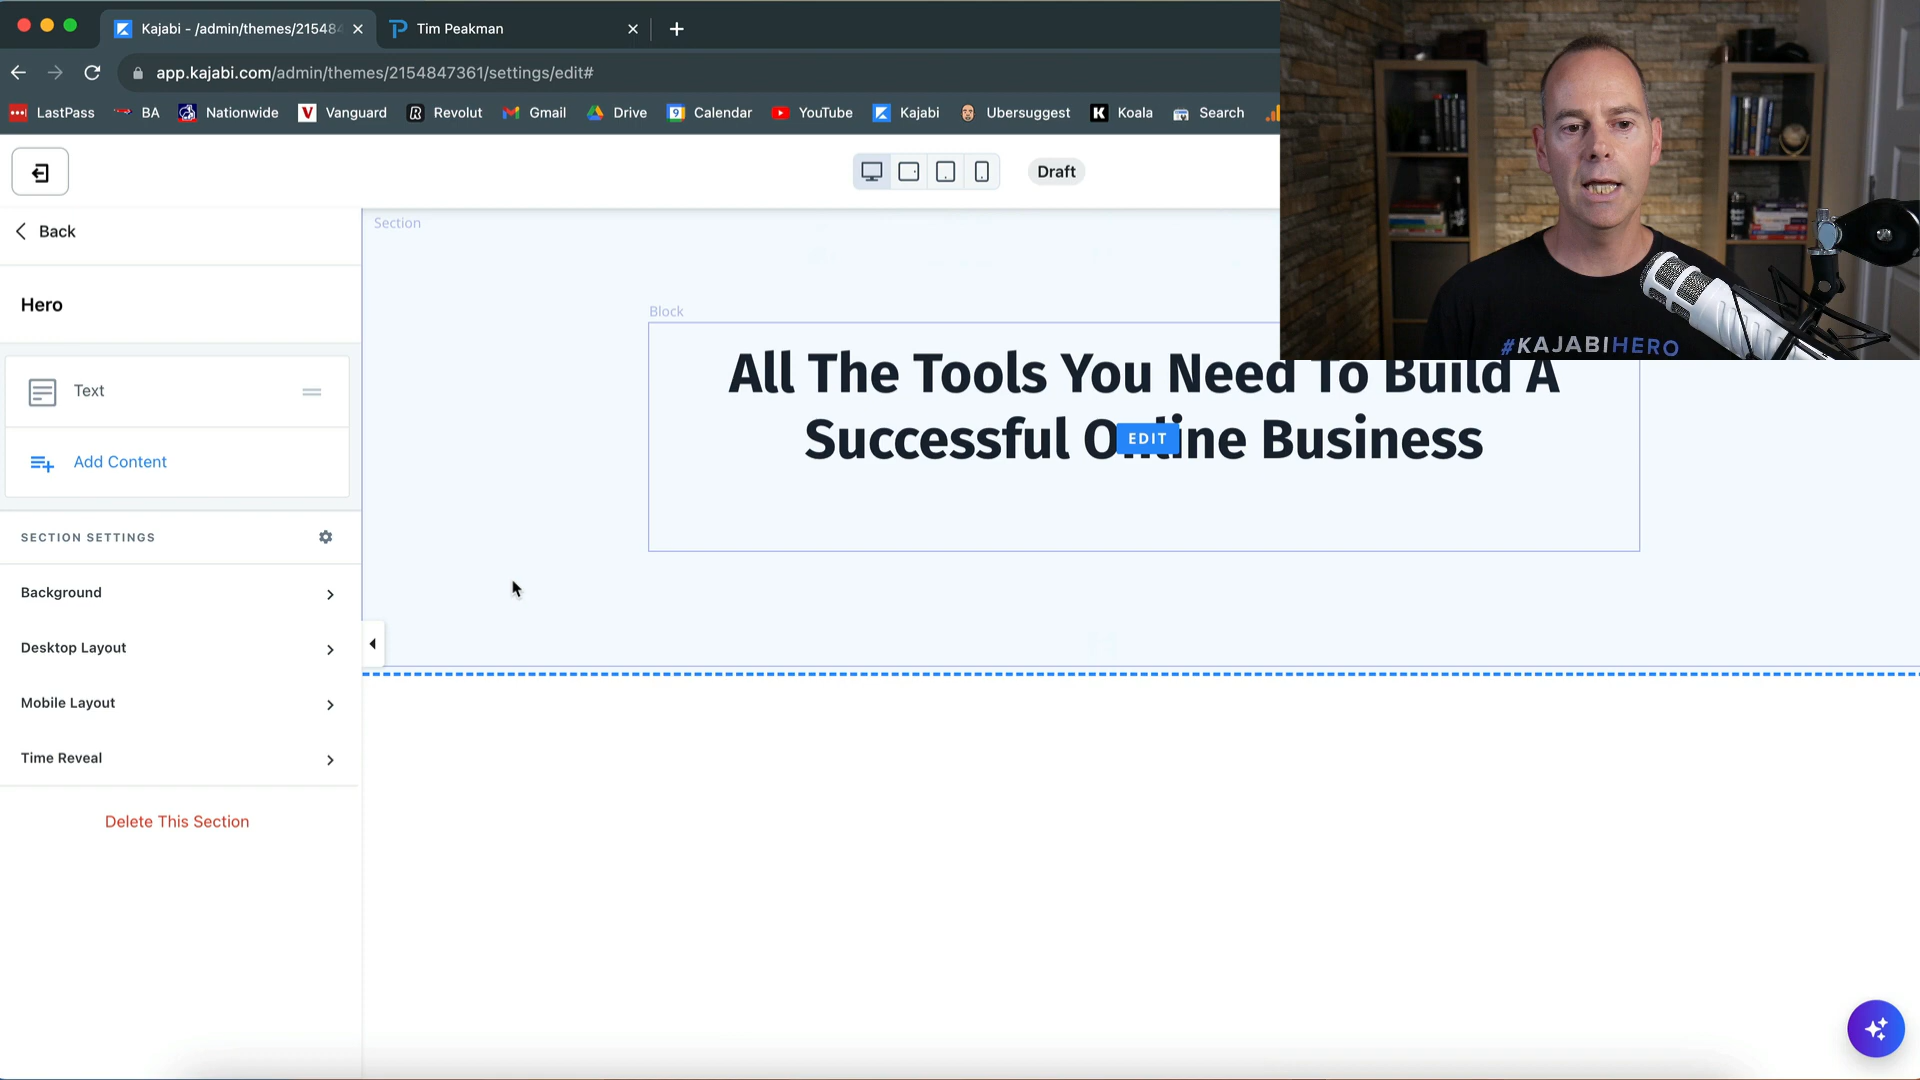 Kajabi - /admin/themes/21548
Tim Peakman
app.kajabi.com/admin/themes/2154847361/settings/edit#
LastPass
BA
Nationwide
Vanguard
Revolut
Gmail
Drive
Calendar
YouTube
Kajabi
Ubersuggest
Koala
Search
Draft
Back
Section
Hero
Block
#KAJABIHERO
Text
All The Tools You Need To Build A
Successful Online Business
EDIT
Add Content
SECTION SETTINGS
Background
Desktop Layout
Mobile Layout
Time Reveal
Delete This Section